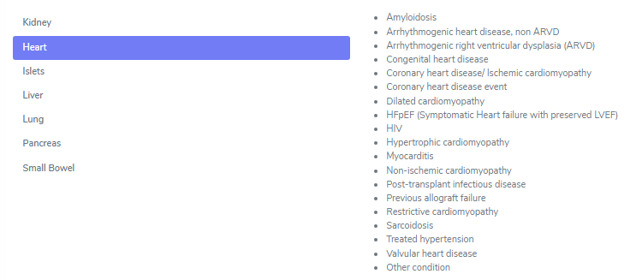 Kidney
Heart
Islets
Liver
Lung
Pancreas
Small Bowel
Amyloidosis
Arrhythmogenic heart disease, non ARVD
Arrhythmogenic right ventricular dysplasia (ARVD)
Congenital heart disease
Coronary heart disease/ Ischemic cardiomyopathy
Coronary heart disease event
Dilated cardiomyopathy
HFpEF (Symptomatic Heart failure with preserved LVEF)
HIV
Hypertrophic cardiomyopathy
Myocarditis
Non-ischemic cardiomyopathy
Post-transplant infectious disease
Previous allograft failure
Restrictive cardiomyopathy
Sarcoidosis
Treated hypertension
Valvular heart disease
Other condition